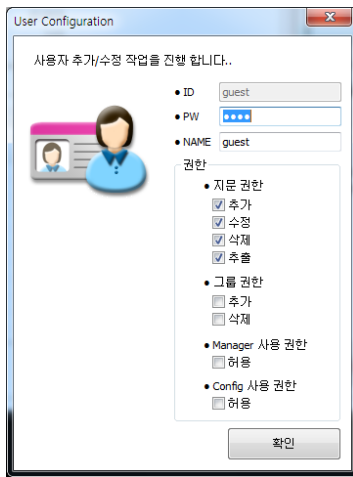 User Configuration
사용자 추가/수정 작업을 진행 합니다..
• ID guest
• PW ••••
• NAME guest
권한
• 지문 권한
추가
수정
삭제
추출
• 그룹 권한
추가
삭제
• Manager 사용 권한
허용
• Config 사용 권한
허용
확인